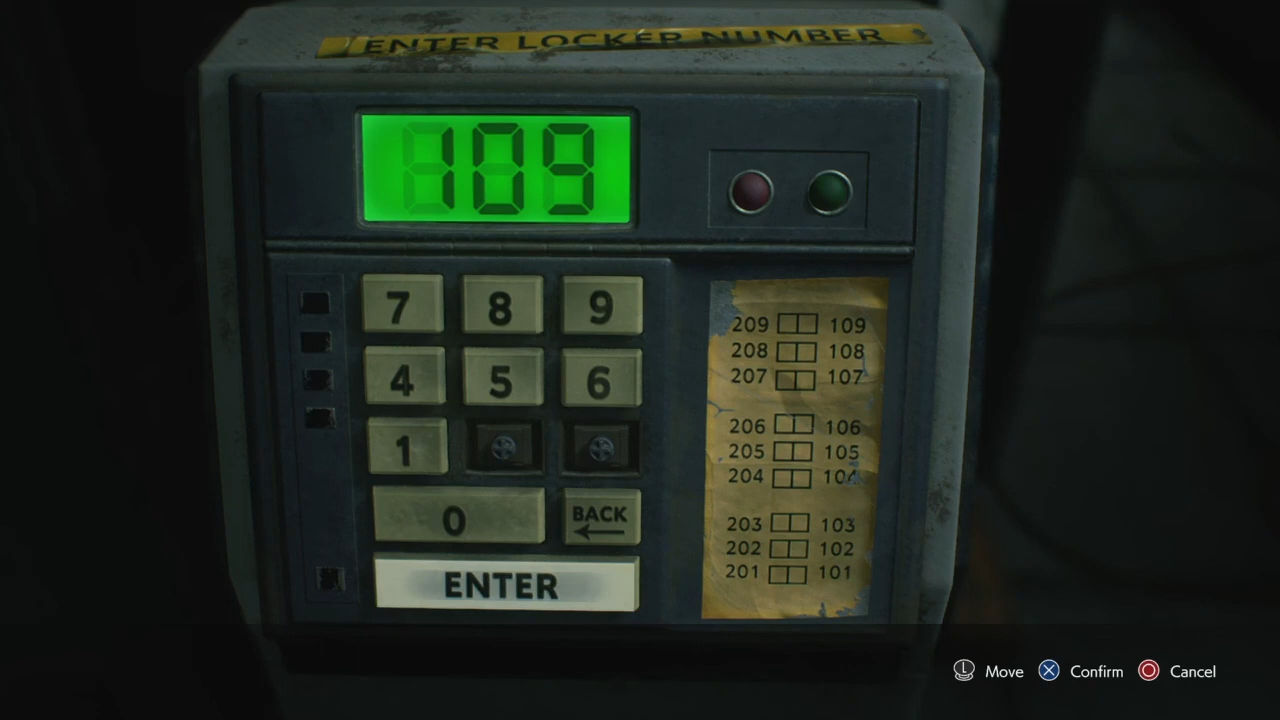 ENTER LOCKER NUMBER
109
7 8 9
4 5 6
1
0 BACK
ENTER
209 109
208 108
207 107
206 106
205 105
204 104
203 103
202 102
201 101
L Move Confirm Cancel